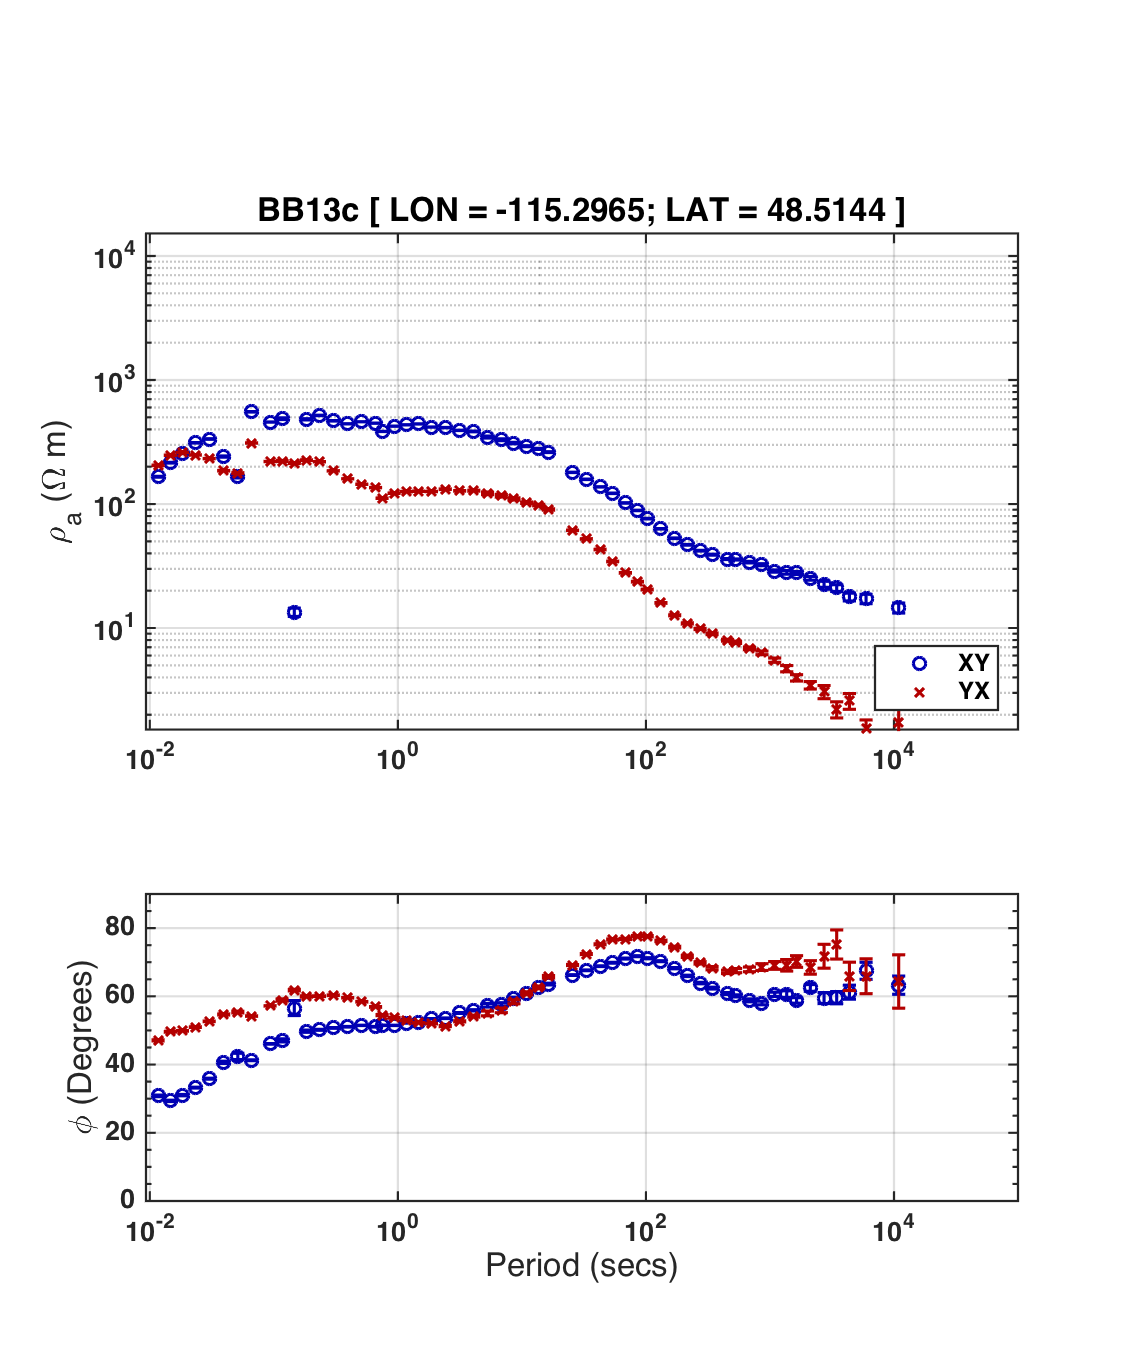 BB13c [ LON = -115.2965; LAT = 48.5144 ]
10^4
10^3
10^2
10^1
ρ_a (Ω m)
XY
YX
10^-2 10^0 10^2 10^4
80
60
40
20
0
ϕ (Degrees)
10^-2 10^0 10^2 10^4
Period (secs)